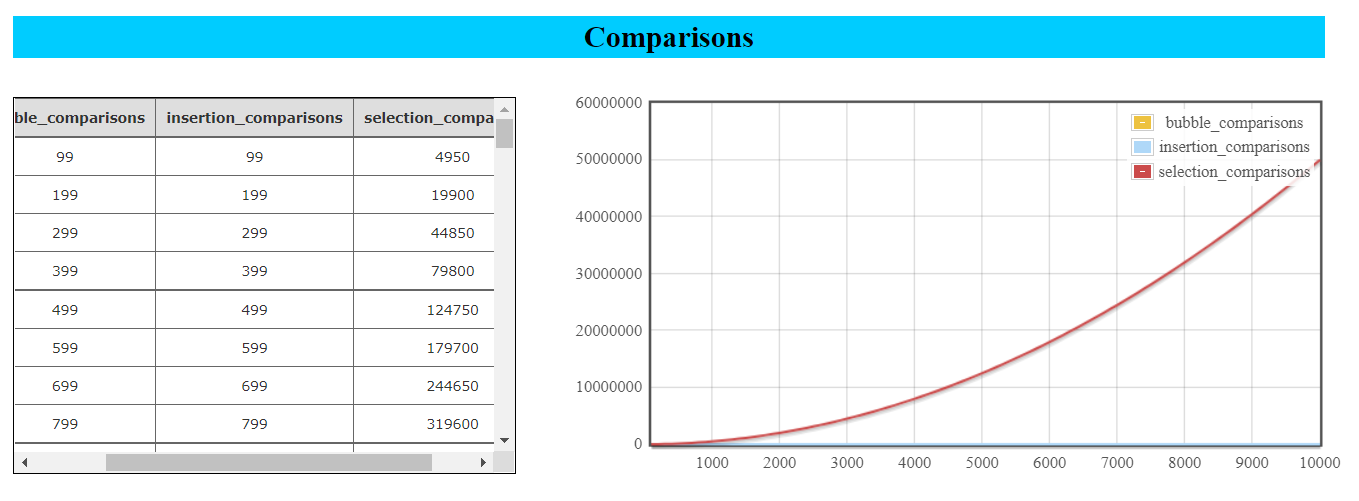 Comparisons
ble_comparisons insertion_comparisons selection_compa
99 99 4950
199 199 19900
299 299 44850
399 399 79800
499 499 124750
599 599 179700
699 699 244650
799 799 319600
60000000
50000000
40000000
30000000
20000000
10000000
0
bubble_comparisons
insertion_comparisons
selection_comparisons
1000 2000 3000 4000 5000 6000 7000 8000 9000 10000